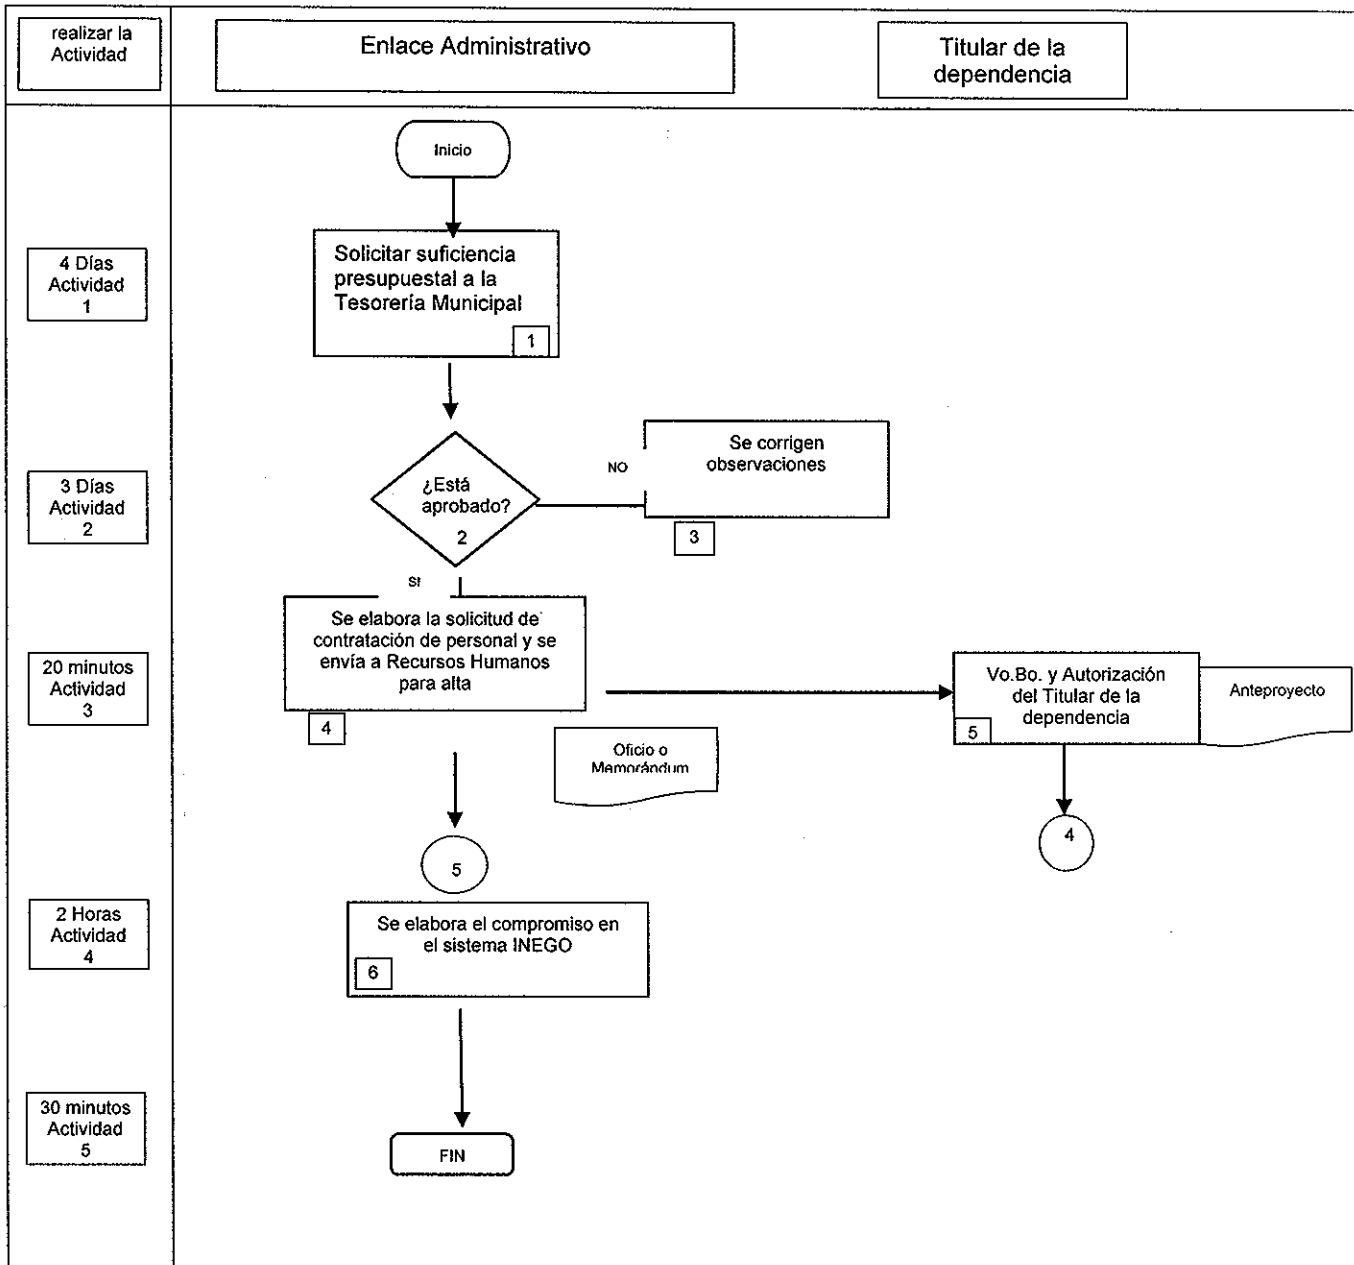 realizar la
Actividad
Enlace Administrativo
Titular de la
dependencia
Inicio
4 Días
Actividad
1
Solicitar suficiencia
presupuestal a la
Tesorería Municipal
1
3 Días
Actividad
2
¿Está
aprobado?
2
NO
Se corrigen
observaciones
3
SI
20 minutos
Actividad
3
Se elabora la solicitud de
contratación de personal y se
envía a Recursos Humanos
para alta
4
Oficio o
Memorándum
Vo.Bo. y Autorización
del Titular de la
dependencia
5
Anteproyecto
4
5
2 Horas
Actividad
4
Se elabora el compromiso en
el sistema INEGO
6
30 minutos
Actividad
5
FIN